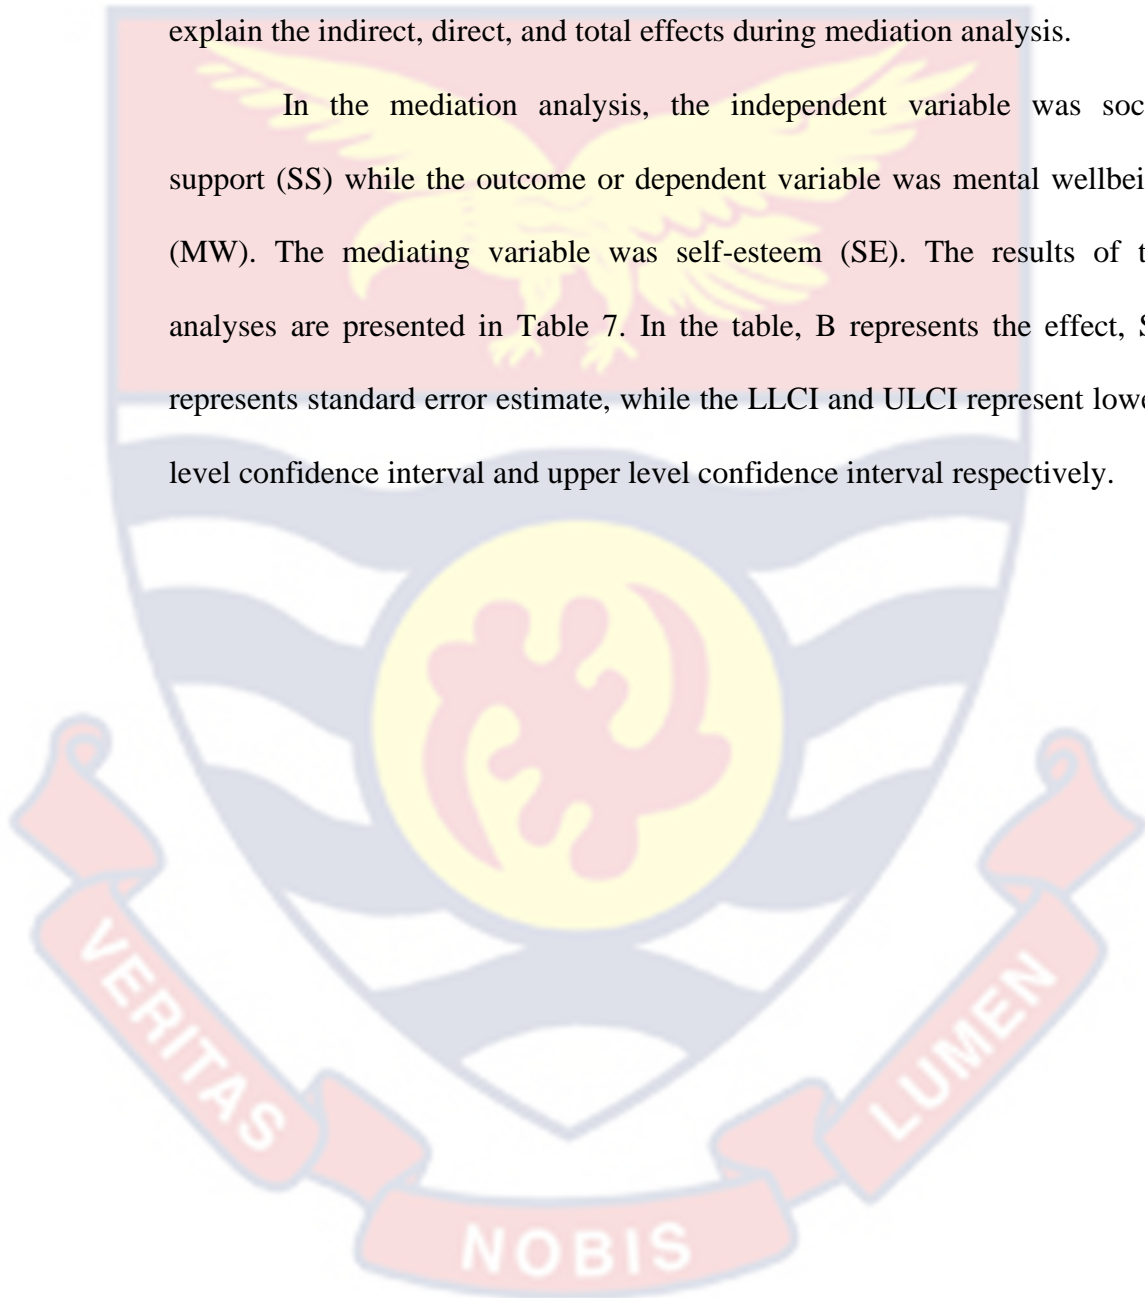 explain the indirect, direct, and total effects during mediation analysis.
In the mediation analysis, the independent variable was soc
support (SS) while the outcome or dependent variable was mental wellbei
(MW). The mediating variable was self-esteem (SE). The results of t
analyses are presented in Table 7. In the table, B represents the effect, S
represents standard error estimate, while the LLCI and ULCI represent lowe
level confidence interval and upper level confidence interval respectively.
VERITAS
NOBIS
LUMEN